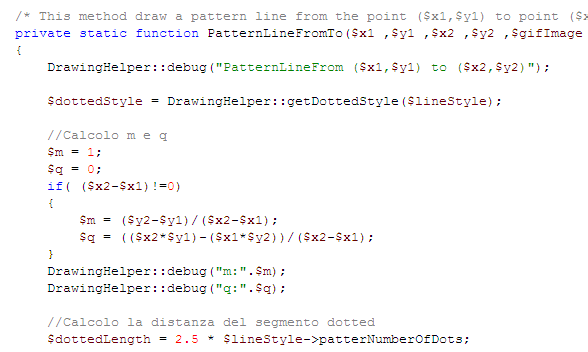 /* This method draw a pattern line from the point ($x1,$y1) to point ($x
private static function PatternLineFromTo($x1 ,$y1 ,$x2 ,$y2 ,$gifImage
{
DrawingHelper::debug("PatternLineFrom ($x1,$y1) to ($x2,$y2)");
$dottedStyle = DrawingHelper::getDottedStyle($lineStyle);
//Calcolo m e q
$m = 1;
$q = 0;
if( ($x2-$x1)!=0)
{
$m = ($y2-$y1)/($x2-$x1);
$q = (($x2*$y1)-($x1*$y2))/($x2-$x1);
}
DrawingHelper::debug("m:".$m);
DrawingHelper::debug("q:".$q);
//Calcolo la distanza del segmento dotted
$dottedLength = 2.5 * $lineStyle->patterNumberOfDots;